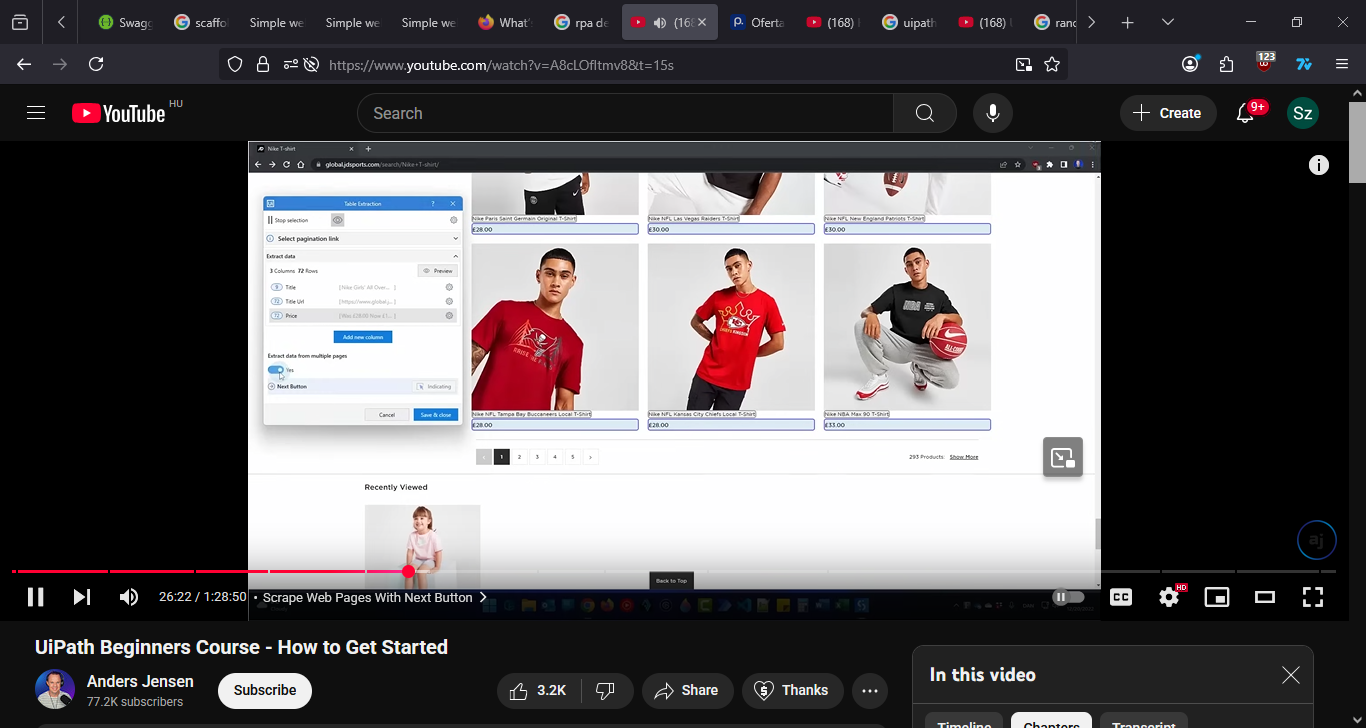 Swagg
scaffol
Simple we
Simple we
Simple we
What'
rpa de
(168
Oferta
(168)
uipath
(168)
rand
https://www.youtube.com/watch?v=A8cLOfltmv8&t=15s
123
YouTube
HU
Search
Create
9+
Sz
Nike T-shirt
global.jdsports.com/search/Nike+T-shirt/
Table Extraction
?
Stop selection
Select pagination link
Extract data
3 Columns 72 Rows
Preview
Title
[Nike Girls' All Over... ]
Title Url
[https://www.global.j... ]
Price
Add new column
Extract data from multiple pages
Yes
Next Button
Indicating
Cancel
Save & close
Nike Paris Saint Germain Original T-Shirt
£28.00
Nike NFL Las Vegas Raiders T-Shirt
£30.00
Nike NFL New England Patriots T-Shirt
£30.00
Nike NFL Tampa Bay Buccaneers Local T-Shirt
£28.00
Nike NFL Kansas City Chiefs Local T-Shirt
£28.00
Nike NBA Max 90 T-Shirt
£33.00
1 2 3 4 5
293 Products: Show More
Recently Viewed
Back to Top
aj
26:22 / 1:28:50 • Scrape Web Pages With Next Button
CC
HD
UiPath Beginners Course - How to Get Started
Anders Jensen
77.2K subscribers
Subscribe
3.2K
Share
Thanks
In this video
Timeline
Chapters
Transcript